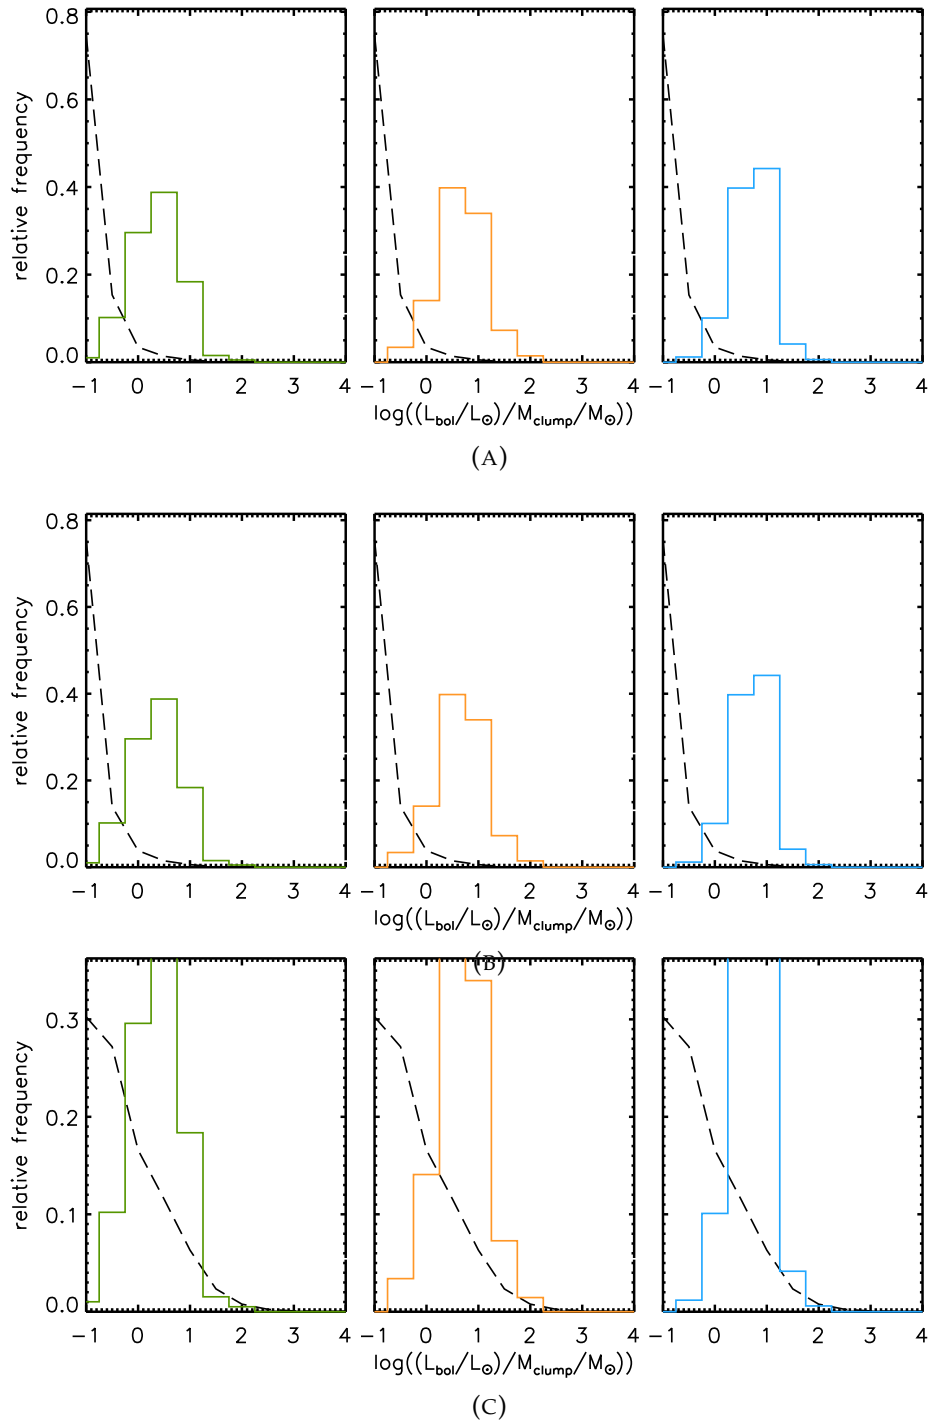 0.8
0.6
0.4
0.2
0.0
relative frequency
−1 0 1 2 3 4 −1 0 1 2 3 4 −1 0 1 2 3 4
log((L_bol/L_⊙)/M_clump/M_⊙))
(A)
0.8
0.6
0.4
0.2
0.0
relative frequency
−1 0 1 2 3 4 −1 0 1 2 3 4 −1 0 1 2 3 4
log((L_bol/L_⊙)/M_clump/M_⊙))
(B)
0.3
0.2
0.1
0.0
relative frequency
−1 0 1 2 3 4 −1 0 1 2 3 4 −1 0 1 2 3 4
log((L_bol/L_⊙)/M_clump/M_⊙))
(C)